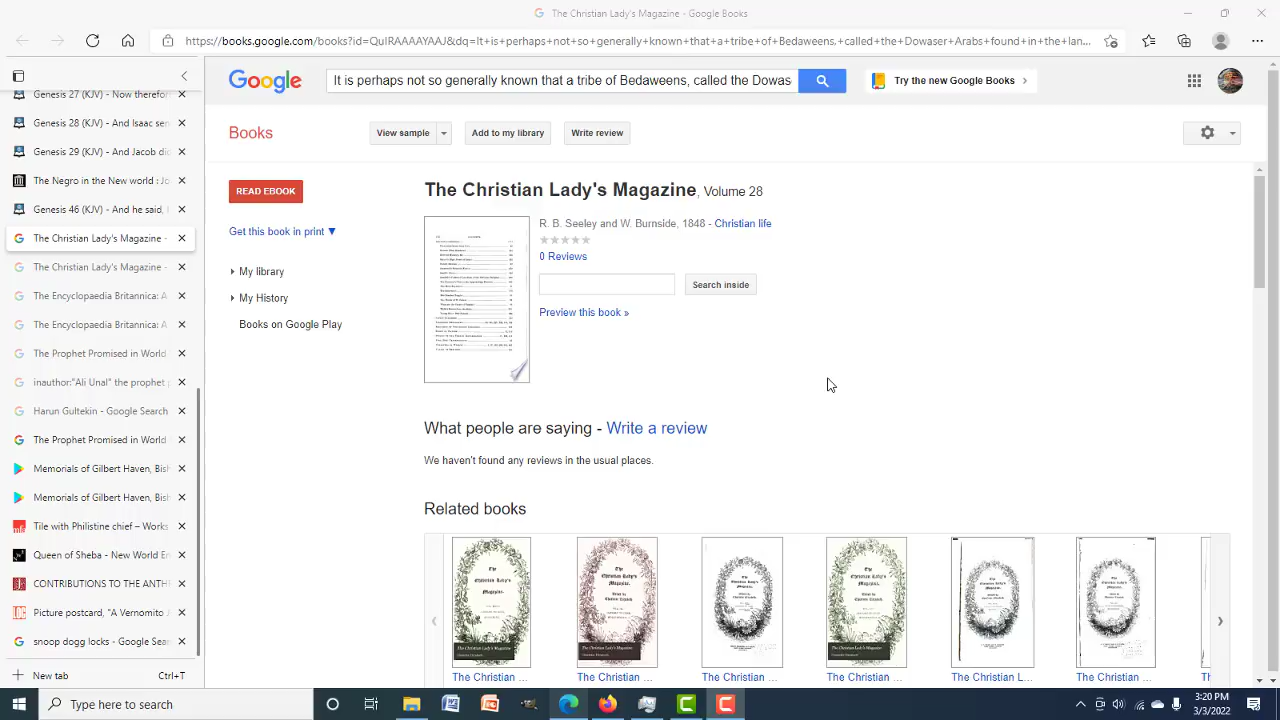 The Christian Lady's Magazine - Google Books
https://books.google.com/books?id=QuIRAAAAYAAJ&dq=It+is+perhaps+not+so+generally+known+that+a+tribe+of+Bedaweens,+called+the+Dowaser+Arabs+found+in+the+lan...
Genesis 27 (KJV) - And it came to pass, that when Isaac
Genesis 28 (KJV) - And Isaac sen
Genesis 29 (KJV) - And Jacob did
The Negro in the New world : Jo
Genesis 46 (KJV) - And he said, I
The Christian Lady's Magazine -
The Christian Lady's Magazine -
The Encyclopædia Britannica: A
The Encyclopædia Britannica: A
The Prophet Promised in World
inauthor:"Ali Unal" the prophet p
Harun Gultekin - Google Search
The Prophet Promised in World
Memorials of Gilbert Haven, Bish
Memorials of Gilbert Haven, Bish
Tile with Philistine chief – Works
Queen of Sheba - New World En
CONTRIBUTIONS TO THE ANTH
snoop dogg locks - Google Sear
New tab
Ctrl+T
Google
It is perhaps not so generally known that a tribe of Bedaweens, called the Dowas
Try the new Google Books
Books
View sample
Add to my library
Write review
READ EBOOK
Get this book in print ▼
My library
My History
Books on Google Play
The Christian Lady's Magazine, Volume 28
R. B. Seeley and W. Burnside, 1848 - Christian life
0 Reviews
Search inside
Preview this book »
What people are saying - Write a review
We haven't found any reviews in the usual places.
Related books
The Christian ...
The Christian ...
The Christian ...
The Christian ...
The Christian L...
The Christian ...
Type here to search
3:20 PM
3/3/2022